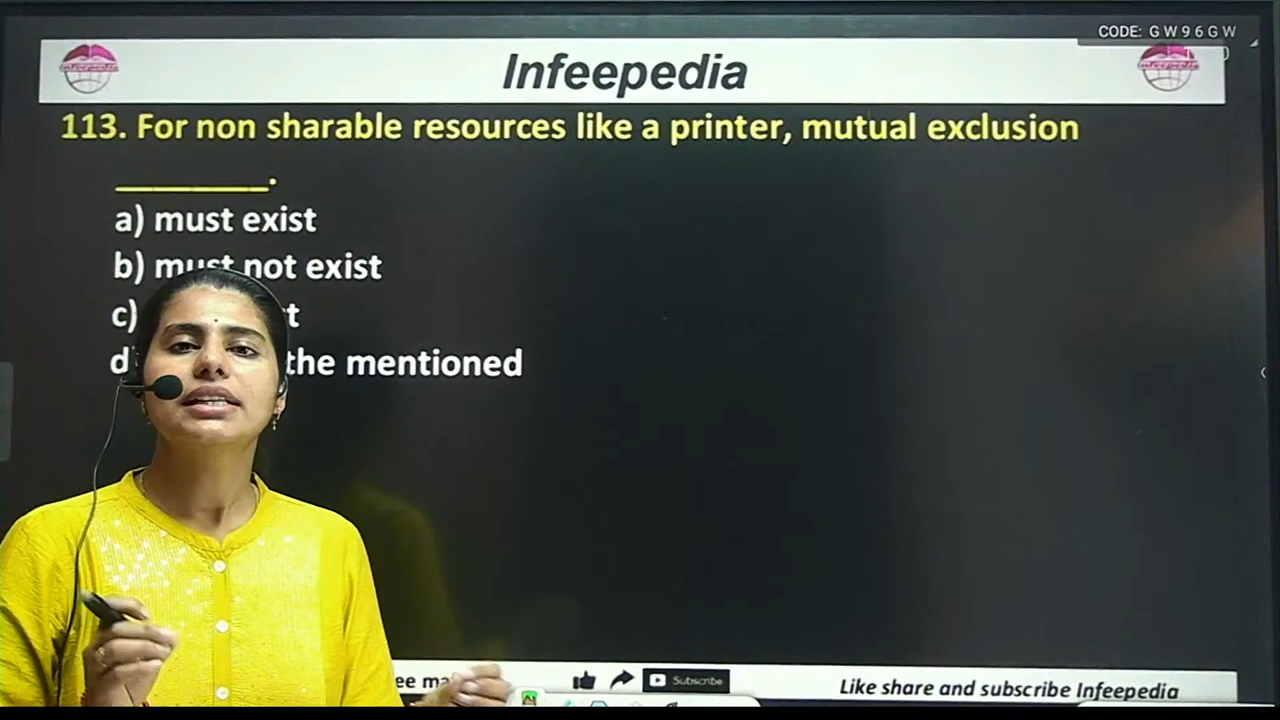 CODE: G W 9 6 G W
Infeepedia
113. For non sharable resources like a printer, mutual exclusion
_________.
a) must exist
b) must not exist
c)
d the mentioned
Subscribe
Like share and subscribe Infeepedia